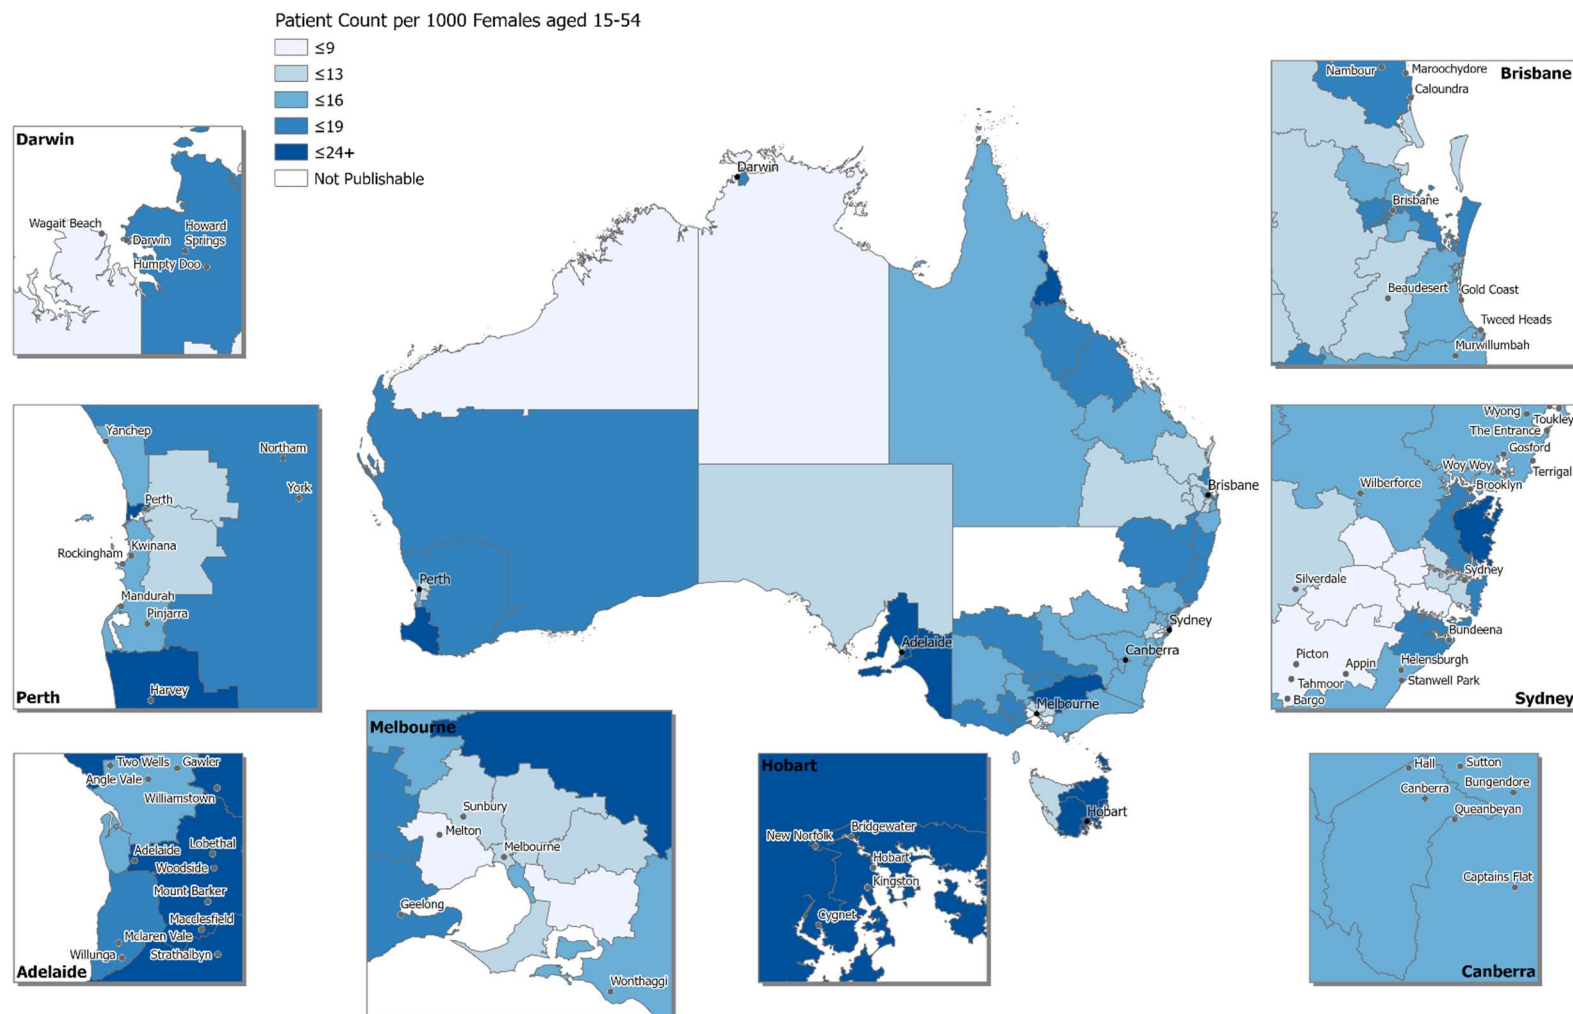 Patient Count per 1000 Females aged 15-54
≤9
≤13
≤16
≤19
≤24+
Not Publishable
Darwin
Wagait Beach
Darwin
Howard
Springs
Humpty Doo
Yanchep
Northam
York
Perth
Kwinana
Rockingham
Mandurah
Pinjarra
Harvey
Perth
Two Wells
Gawler
Angle Vale
Williamstown
Lobethal
Adelaide
Woodside
Mount Barker
Macclesfield
Mclaren Vale
Willunga
Strathalbyn
Adelaide
Darwin
Brisbane
Perth
Sydney
Adelaide
Canberra
Melbourne
Hobart
Melbourne
Sunbury
Melton
Melbourne
Geelong
Wonthaggi
Hobart
New Norfolk
Bridgewater
Hobart
Kingston
Cygnet
Nambour
Maroochydore
Brisbane
Caloundra
Brisbane
Beaudesert
Gold Coast
Tweed Heads
Murwillumbah
Wyong
Toukley
The Entrance
Gosford
Woy Woy
Terrigal
Wilberforce
Brooklyn
Silverdale
Sydney
Bundeena
Picton
Appin
Helensburgh
Tahmoor
Stanwell Park
Bargo
Sydney
Hall
Sutton
Canberra
Bungendore
Queanbeyan
Captains Flat
Canberra